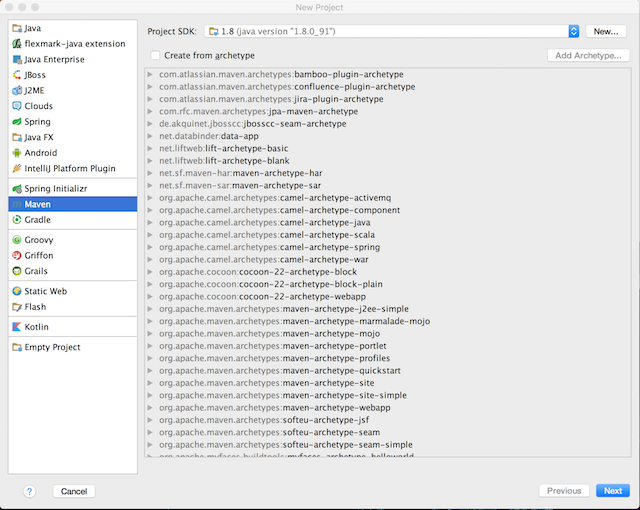 New Project
Java
flexmark-java extension
Java Enterprise
JBoss
J2ME
Clouds
Spring
Java FX
Android
IntelliJ Platform Plugin
Spring Initializr
Maven
Gradle
Groovy
Griffon
Grails
Static Web
Flash
Kotlin
Empty Project
Project SDK: 1.8 (java version "1.8.0_91") New...
Create from archetype Add Archetype...
com.atlassian.maven.archetypes:bamboo-plugin-archetype
com.atlassian.maven.archetypes:confluence-plugin-archetype
com.atlassian.maven.archetypes:jira-plugin-archetype
com.rfc.maven.archetypes:jpa-maven-archetype
de.akquinet.jbosscc:jbosscc-seam-archetype
net.databinder:data-app
net.liftweb:lift-archetype-basic
net.liftweb:lift-archetype-blank
net.sf.maven-har:maven-archetype-har
net.sf.maven-sar:maven-archetype-sar
org.apache.camel.archetypes:camel-archetype-activemq
org.apache.camel.archetypes:camel-archetype-component
org.apache.camel.archetypes:camel-archetype-java
org.apache.camel.archetypes:camel-archetype-scala
org.apache.camel.archetypes:camel-archetype-spring
org.apache.camel.archetypes:camel-archetype-war
org.apache.cocoon:cocoon-22-archetype-block
org.apache.cocoon:cocoon-22-archetype-block-plain
org.apache.cocoon:cocoon-22-archetype-webapp
org.apache.maven.archetypes:maven-archetype-j2ee-simple
org.apache.maven.archetypes:maven-archetype-marmalade-mojo
org.apache.maven.archetypes:maven-archetype-mojo
org.apache.maven.archetypes:maven-archetype-portlet
org.apache.maven.archetypes:maven-archetype-profiles
org.apache.maven.archetypes:maven-archetype-quickstart
org.apache.maven.archetypes:maven-archetype-site
org.apache.maven.archetypes:maven-archetype-site-simple
org.apache.maven.archetypes:maven-archetype-webapp
org.apache.maven.archetypes:softeu-archetype-jsf
org.apache.maven.archetypes:softeu-archetype-seam
org.apache.maven.archetypes:softeu-archetype-seam-simple
org.apache.myfaces.buildtools:myfaces-archetype-helloworld
? Cancel Previous Next